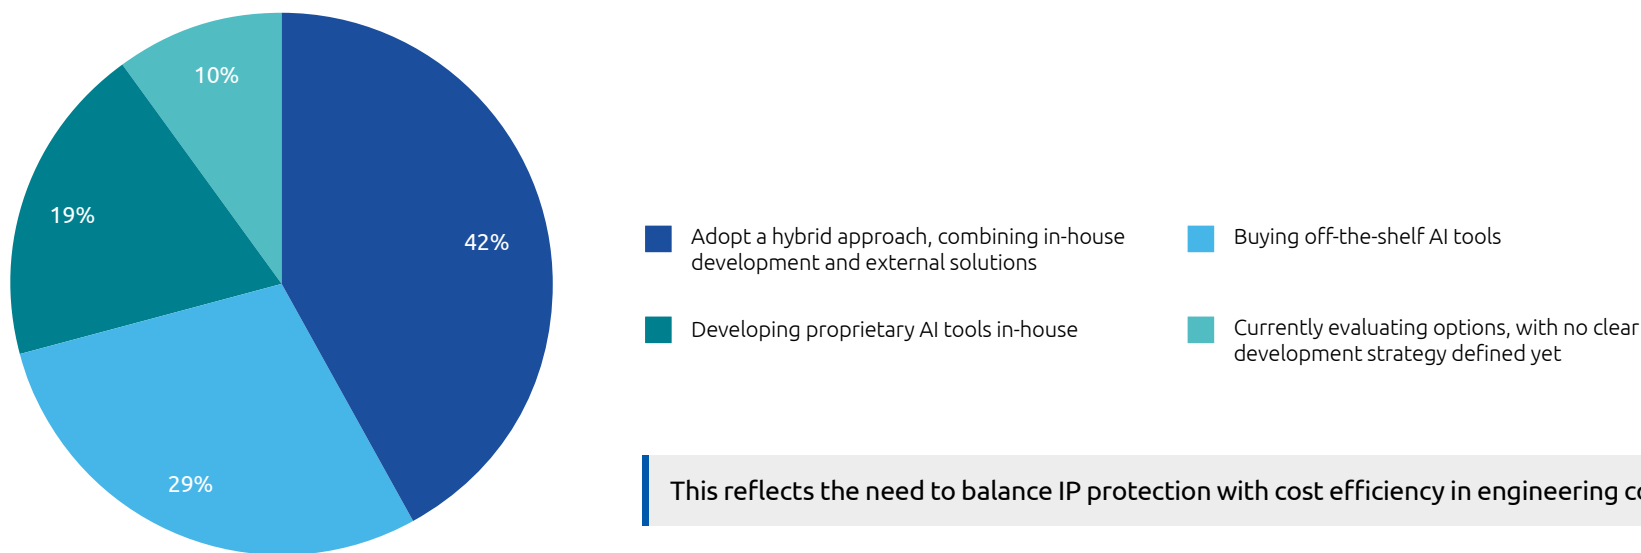 10%
19%
42%
29%
Adopt a hybrid approach, combining in-house
development and external solutions
Buying off-the-shelf AI tools
Developing proprietary AI tools in-house
Currently evaluating options, with no clear
development strategy defined yet
This reflects the need to balance IP protection with cost efficiency in engineering